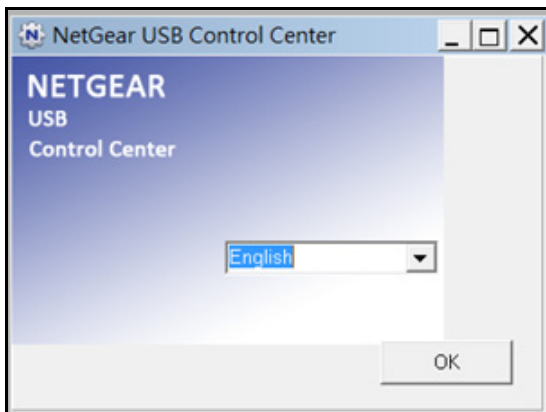 NetGear USB Control Center
NETGEAR
USB
Control Center
English
OK